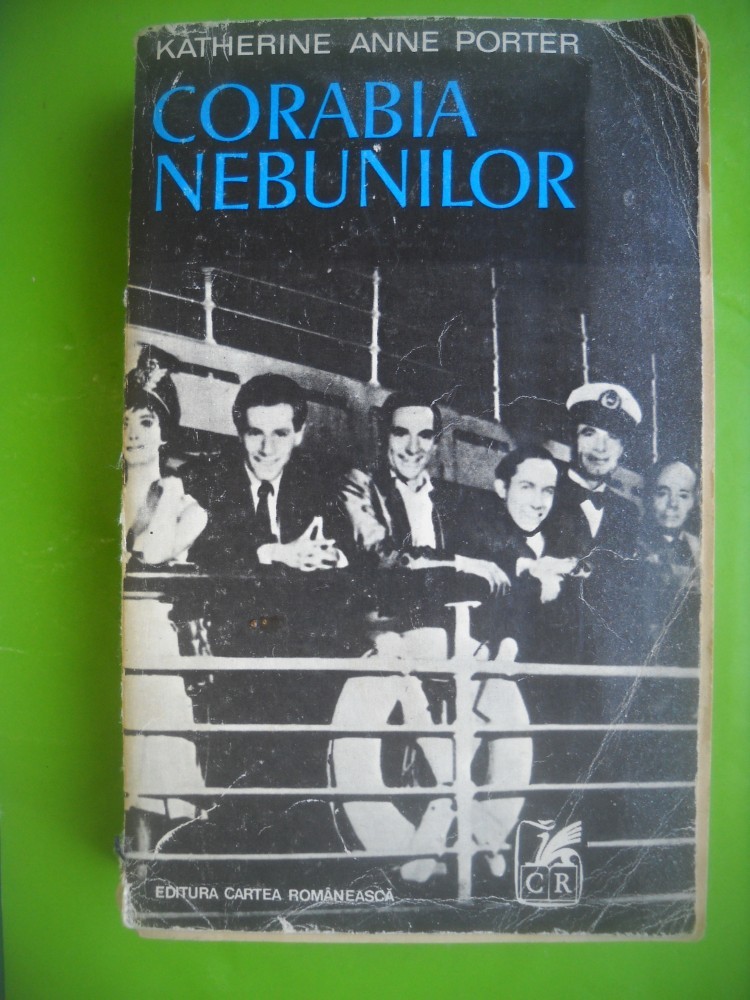 KATHERINE ANNE PORTER
CORABIA
NEBUNILOR
EDITURA CARTEA ROMÂNEASCĂ
CR